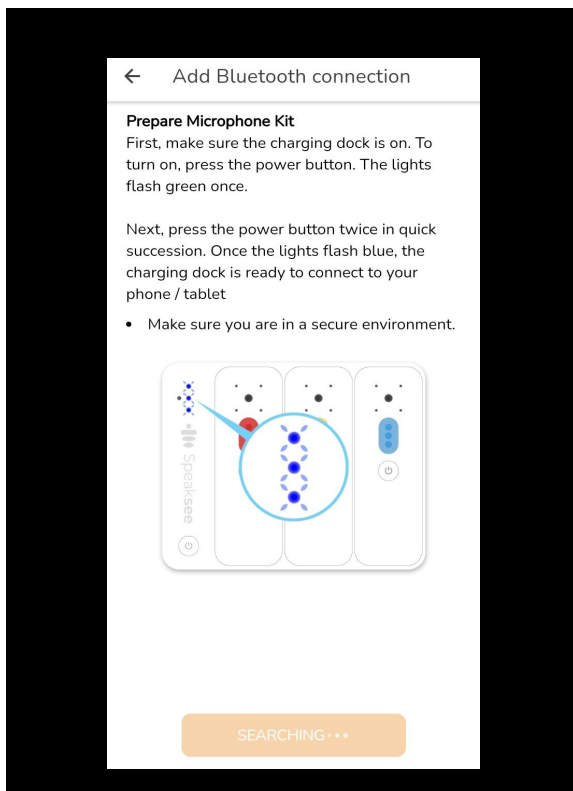 Add Bluetooth connection
Prepare Microphone Kit
First, make sure the charging dock is on. To
turn on, press the power button. The lights
flash green once.
Next, press the power button twice in quick
succession. Once the lights flash blue, the
charging dock is ready to connect to your
phone / tablet
• Make sure you are in a secure environment.
Speaksee
SEARCHING•••